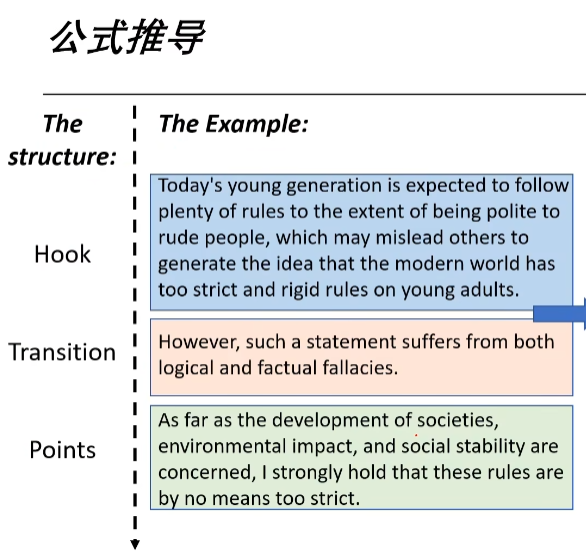 公式推导
The
structure:
The Example:
Hook
Today's young generation is expected to follow
plenty of rules to the extent of being polite to
rude people, which may mislead others to
generate the idea that the modern world has
too strict and rigid rules on young adults.
Transition
However, such a statement suffers from both
logical and factual fallacies.
Points
As far as the development of societies,
environmental impact, and social stability are
concerned, I strongly hold that these rules are
by no means too strict.